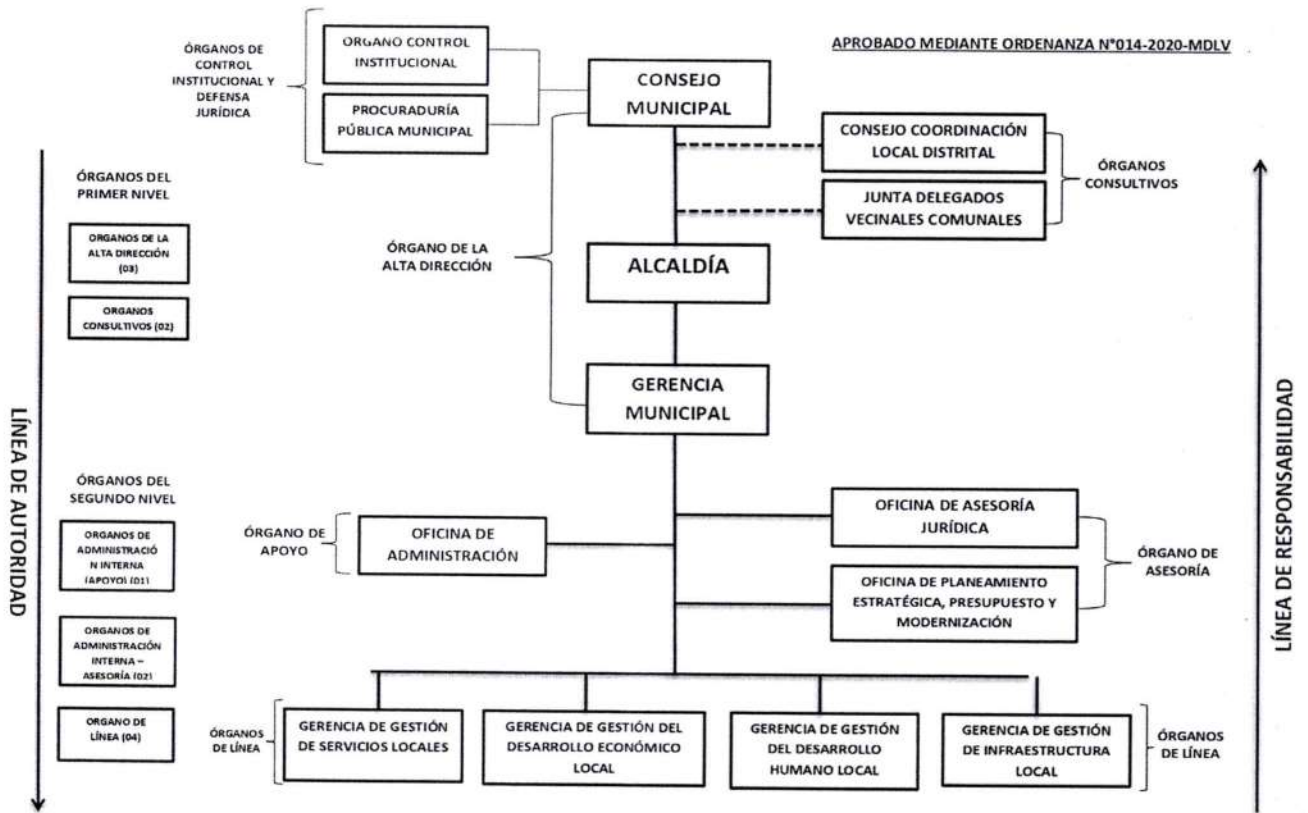 APROBADO MEDIANTE ORDENANZA N°014-2020-MDLV
ÓRGANOS DE
CONTROL
INSTITUCIONAL Y
DEFENSA
JURÍDICA
ORGANO CONTROL
INSTITUCIONAL
PROCURADURÍA
PÚBLICA MUNICIPAL
CONSEJO
MUNICIPAL
CONSEJO COORDINACIÓN
LOCAL DISTRITAL
JUNTA DELEGADOS
VECINALES COMUNALES
ÓRGANOS
CONSULTIVOS
ÓRGANOS DEL
PRIMER NIVEL
ORGANOS DE LA
ALTA DIRECCIÓN
(03)
ORGANOS
CONSULTIVOS (02)
ÓRGANO DE LA
ALTA DIRECCIÓN
ALCALDÍA
GERENCIA
MUNICIPAL
LÍNEA DE AUTORIDAD
LÍNEA DE RESPONSABILIDAD
ÓRGANOS DEL
SEGUNDO NIVEL
ORGANOS DE
ADMINISTRACIÓ
N INTERNA
(APOYO) (01)
ORGANOS DE
ADMINISTRACIÓN
INTERNA –
ASESORÍA (02)
ORGANO DE
LÍNEA (04)
ÓRGANO DE
APOYO
OFICINA DE
ADMINISTRACIÓN
OFICINA DE ASESORÍA
JURÍDICA
OFICINA DE PLANEAMIENTO
ESTRATÉGICA, PRESUPUESTO Y
MODERNIZACIÓN
ÓRGANO DE
ASESORÍA
ÓRGANOS
DE LÍNEA
GERENCIA DE GESTIÓN
DE SERVICIOS LOCALES
GERENCIA DE GESTIÓN DEL
DESARROLLO ECONÓMICO
LOCAL
GERENCIA DE GESTIÓN
DEL DESARROLLO
HUMANO LOCAL
GERENCIA DE GESTIÓN
DE INFRAESTRUCTURA
LOCAL
ÓRGANOS
DE LÍNEA